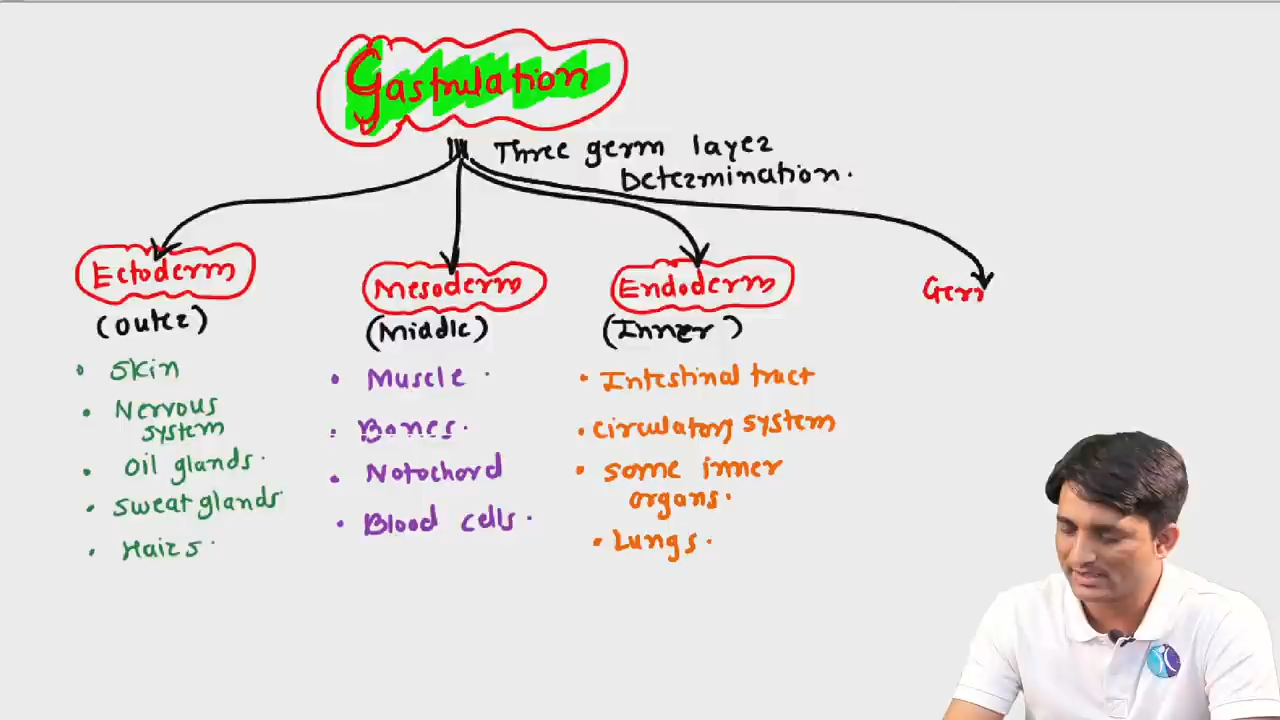 Gastrulation
Three germ layer
Determination.
Ectoderm
(Outer)
• Skin
• Nervous
system
• Oil glands.
• Sweat glands
• Hairs.
Mesoderm
(Middle)
• Muscle
• Bones.
• Notochord
• Blood cells.
Endoderm
(Inner)
• Intestinal tract
• Circulatory system
• Some inner
organs.
• Lungs.
Germ